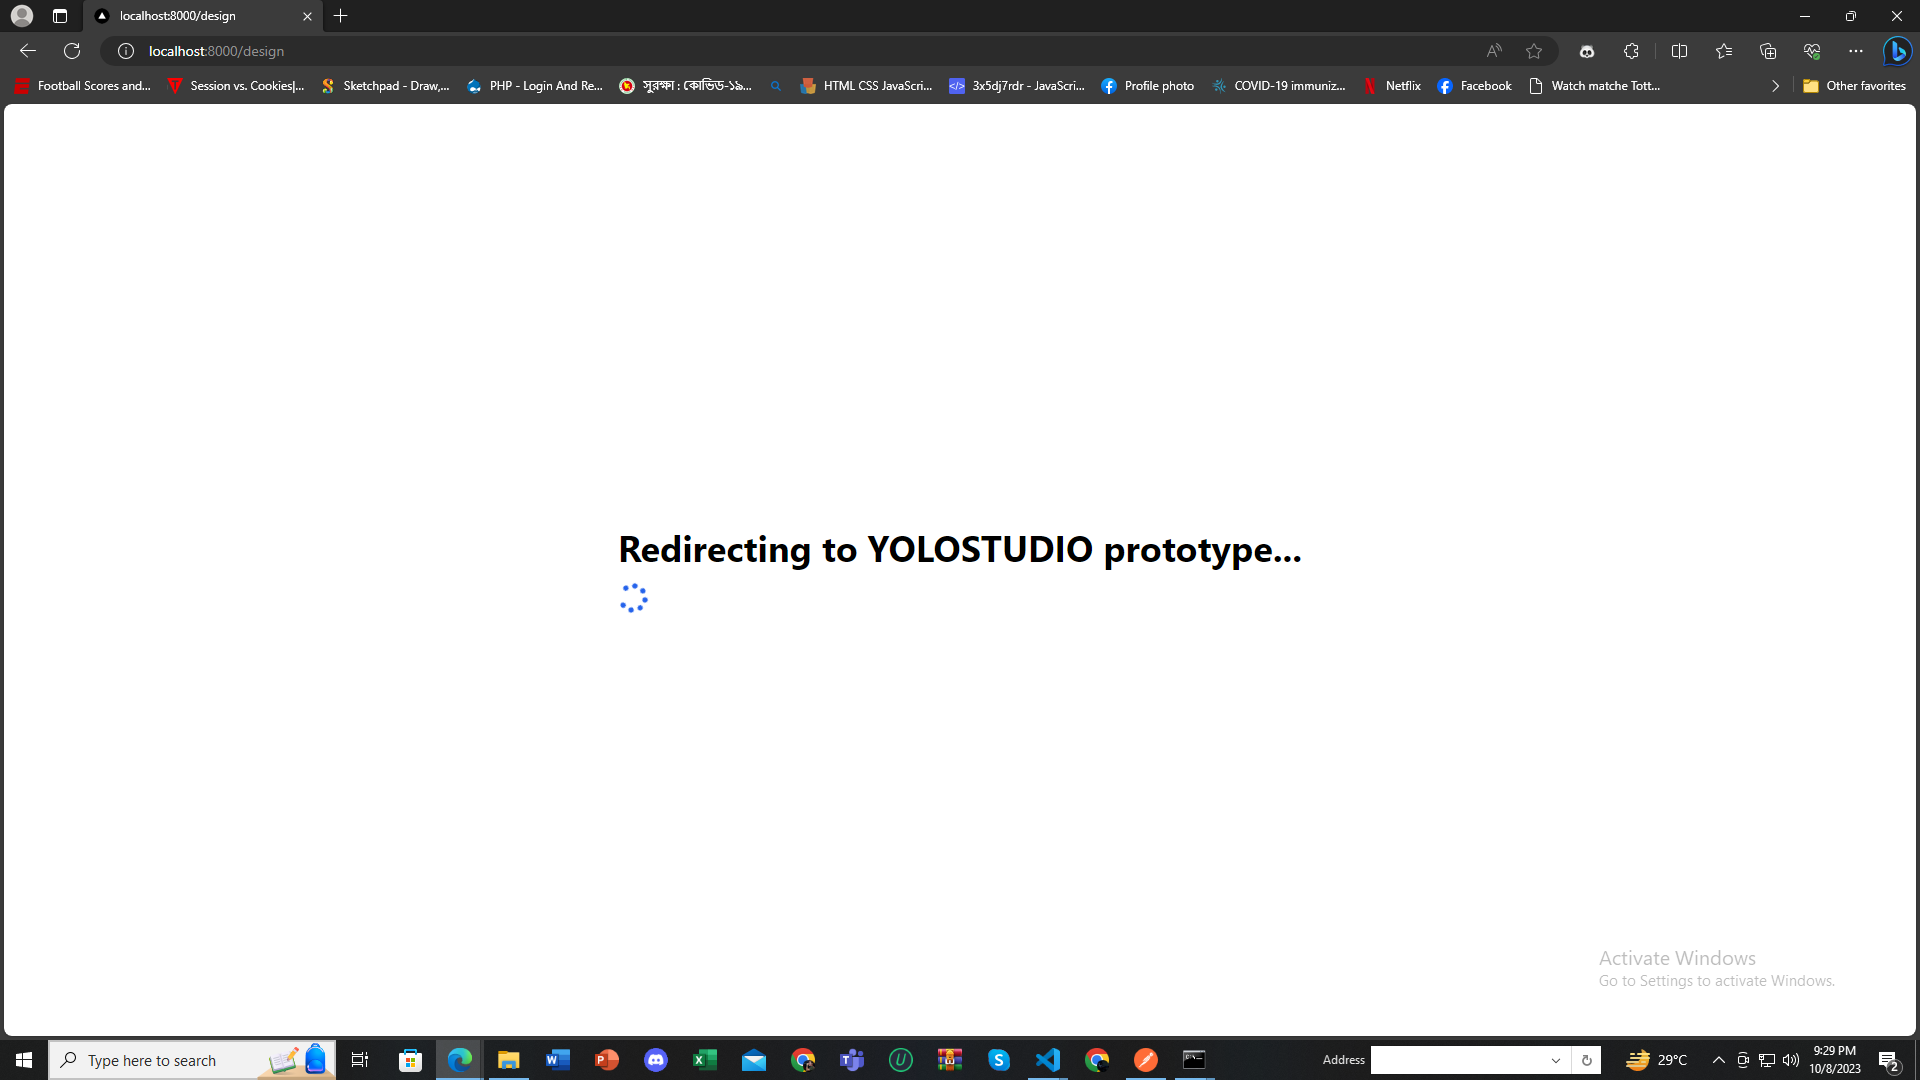 localhost:8000/design
localhost:8000/design
Football Scores and...
Session vs. Cookies|...
Sketchpad - Draw,...
PHP - Login And Re...
সুরক্ষা : কোভিড-১৯...
HTML CSS JavaScri...
3x5dj7rdr - JavaScri...
Profile photo
COVID-19 immuniz...
Netflix
Facebook
Watch matche Tott...
Other favorites
Redirecting to YOLOSTUDIO prototype...
Activate Windows
Go to Settings to activate Windows.
Type here to search
Address
29°C
9:29 PM
10/8/2023
2